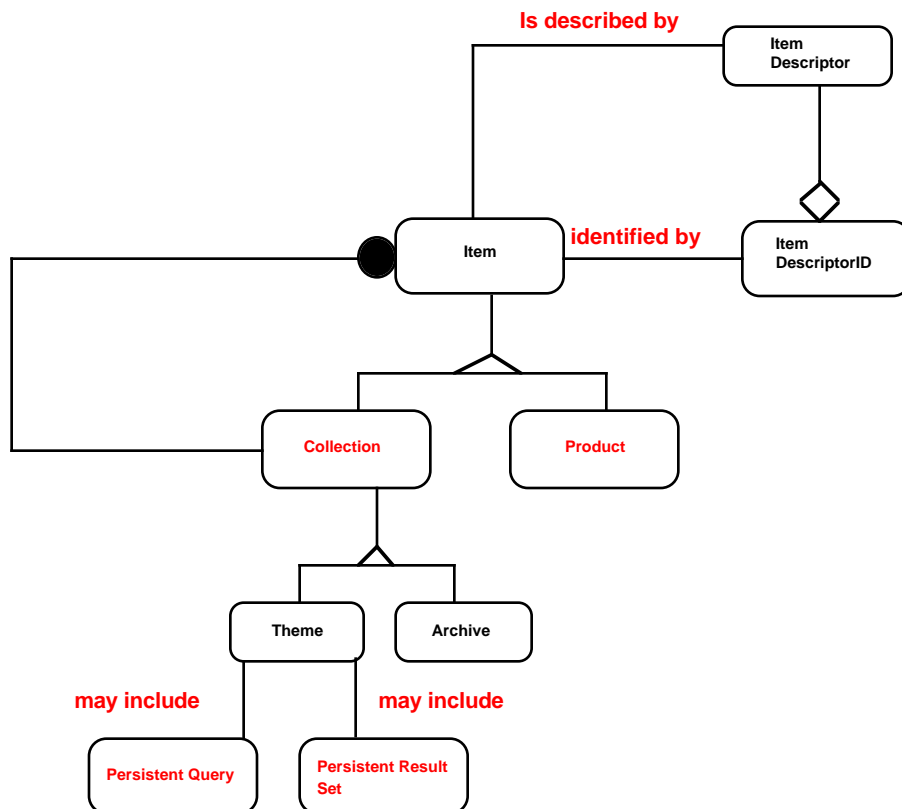 Is described by
Item
Descriptor
Item
identified by
Item
DescriptorID
Collection
Product
Theme
Archive
may include
may include
Persistent Query
Persistent Result
Set